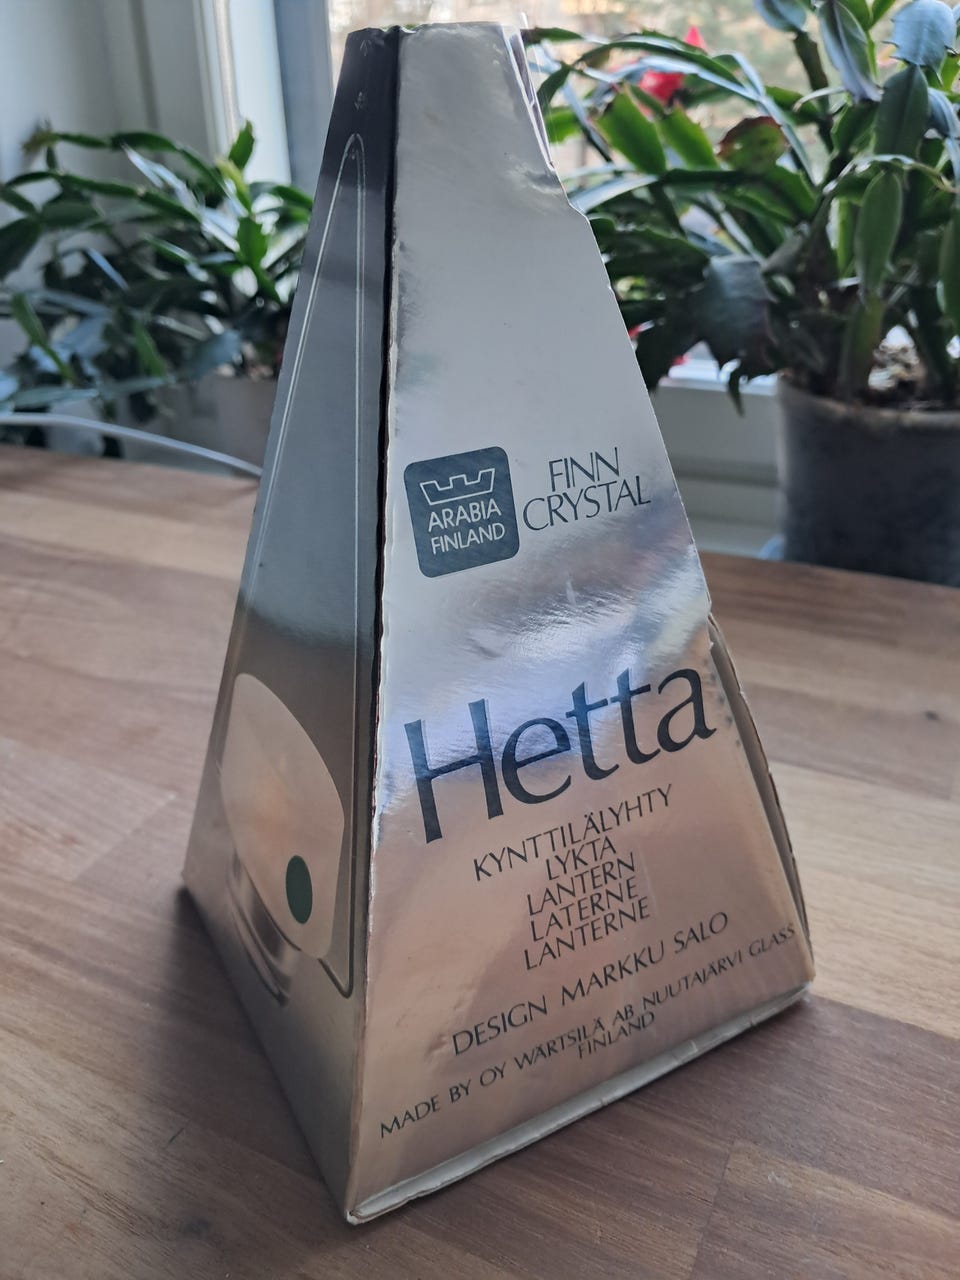 ARABIA
FINLAND
FINN
CRYSTAL
Hetta
KYNTTILÄLYHTY
LYKTA
LANTERN
LATERNE
LANTERNE
DESIGN MARKKU SALO
MADE BY OY WÄRTSILÄ AB NUUTAJÄRVI GLASS
FINLAND